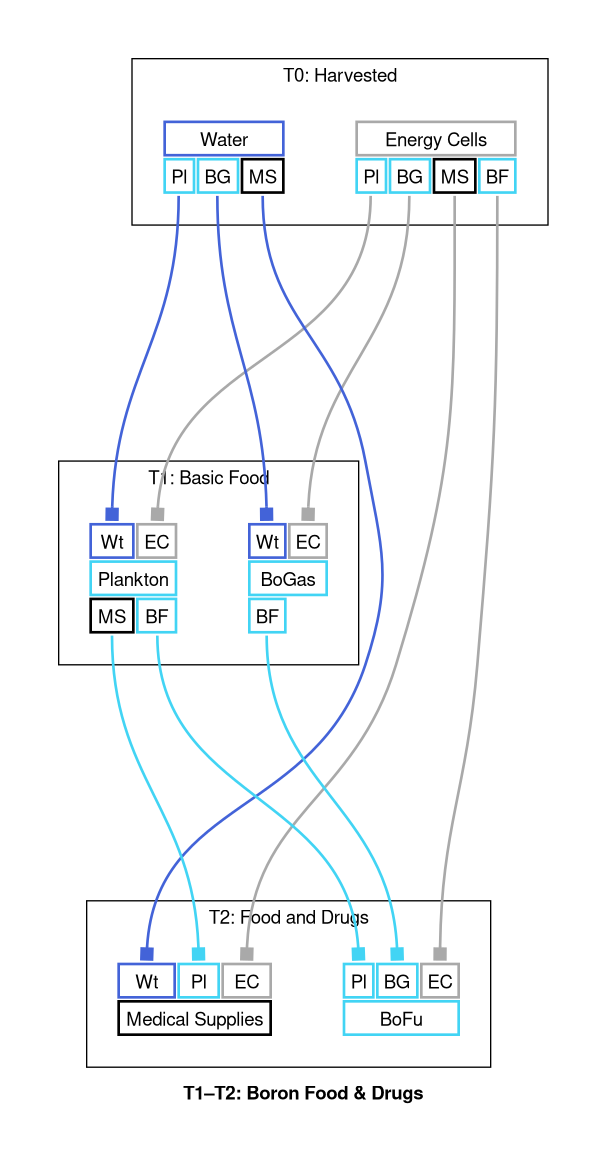 T0: Harvested
Water Energy Cells
Pl BG MS Pl BG MS BF
T1: Basic Food
Wt EC Wt EC
Plankton BoGas
MS BF BF
T2: Food and Drugs
Wt Pl EC Pl BG EC
Medical Supplies BoFu
T1–T2: Boron Food & Drugs